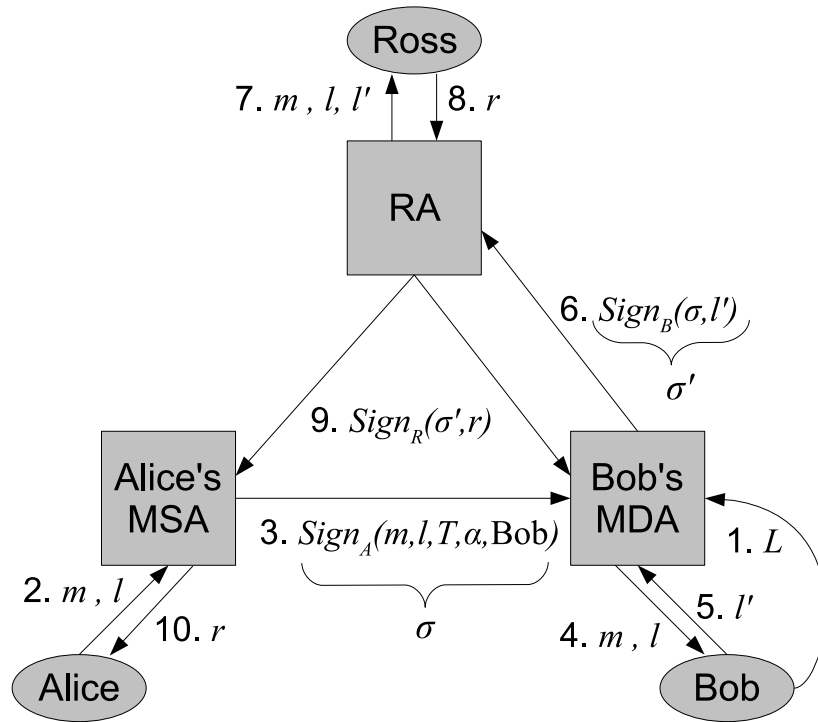 Ross
7. m , l, l'
8. r
RA
6. Sign_B(σ,l')
σ'
9. Sign_R(σ',r)
Alice's
MSA
Bob's
MDA
3. Sign_A(m,l,T,α,Bob)
σ
1. L
2. m , l
10. r
4. m, l
5. l'
Alice
Bob